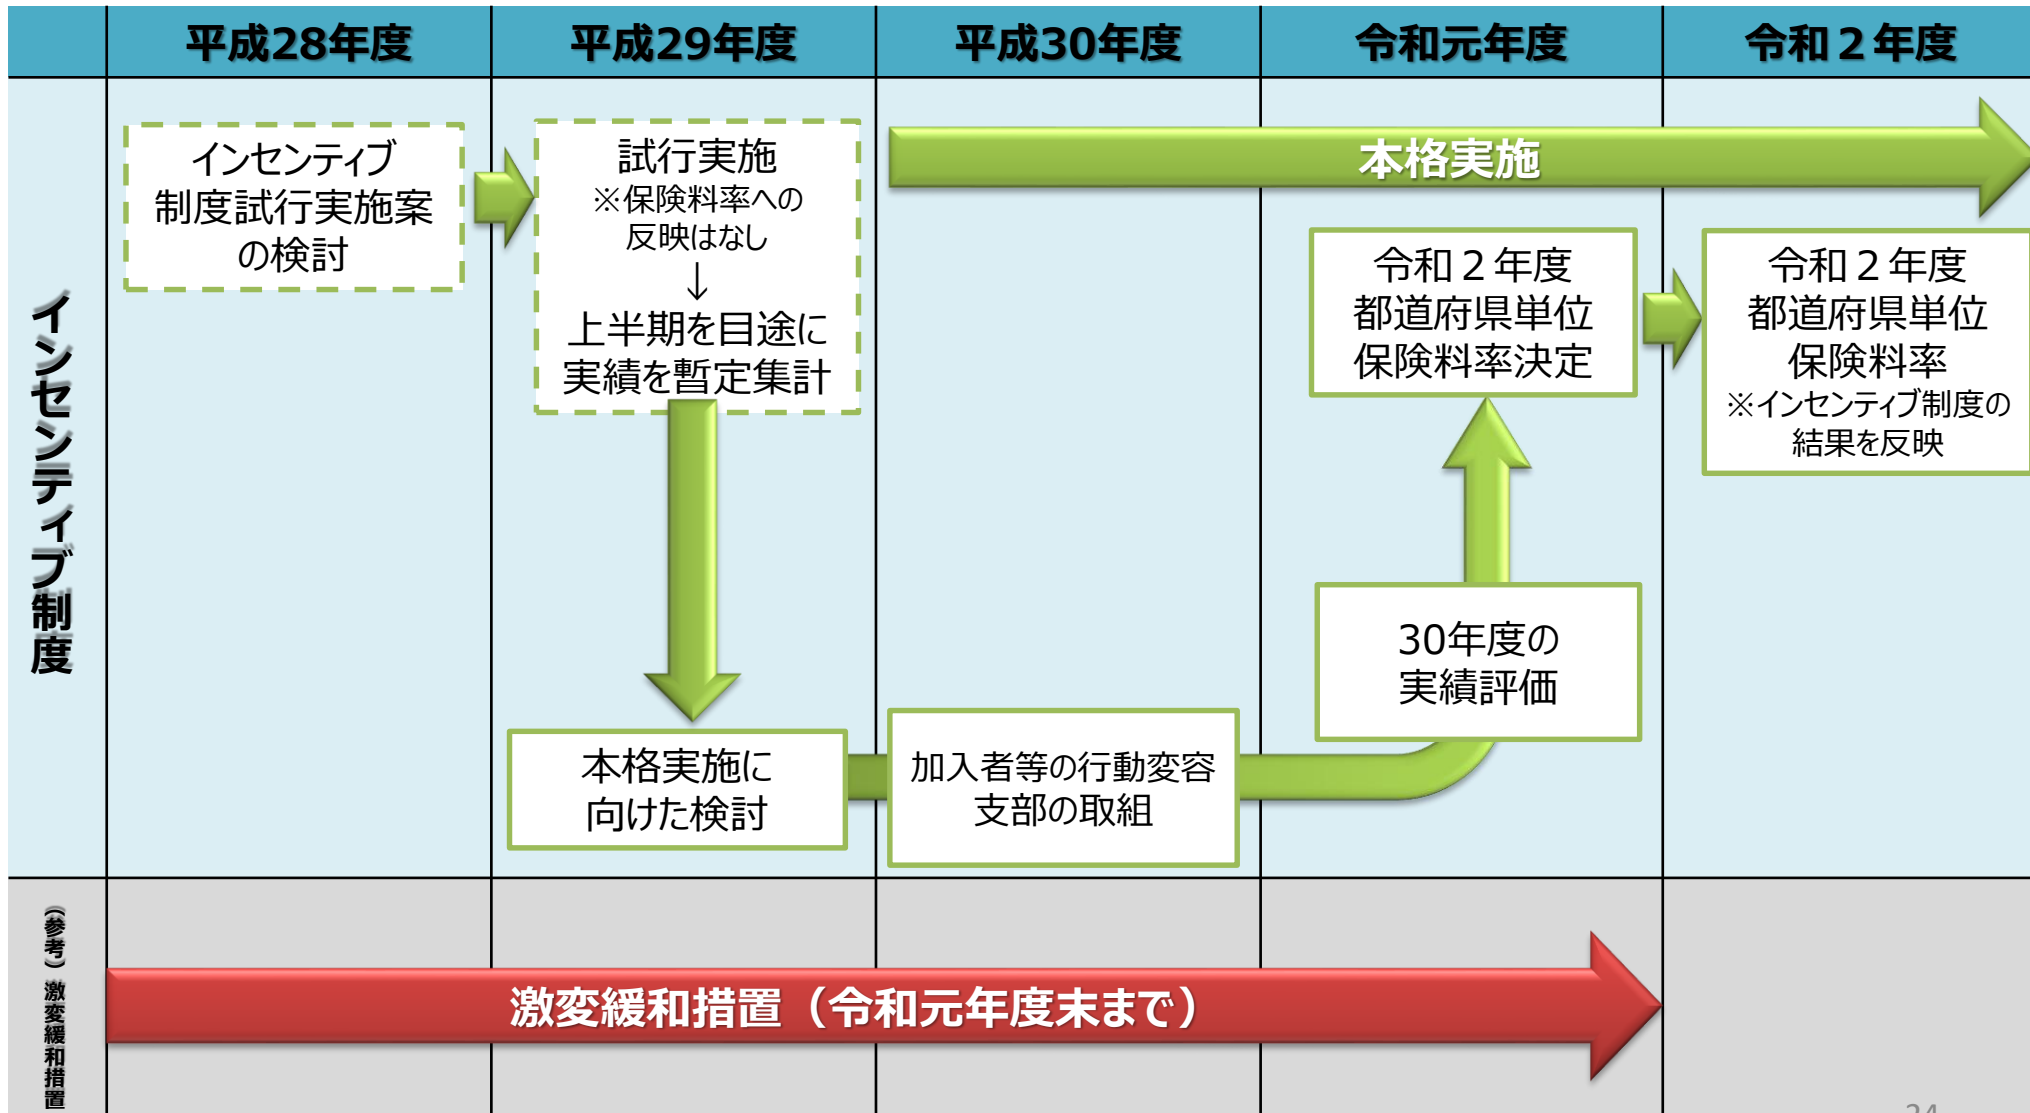 平成28年度
平成29年度
平成30年度
令和元年度
令和２年度
インセンティブ制度
インセンティブ
制度試行実施案
の検討
試行実施
※保険料率への
反映はなし
↓
上半期を目途に
実績を暫定集計
本格実施に
向けた検討
本格実施
加入者等の行動変容
支部の取組
30年度の
実績評価
令和２年度
都道府県単位
保険料率決定
令和２年度
都道府県単位
保険料率
※インセンティブ制度の
結果を反映
（参考）激変緩和措置
激変緩和措置（令和元年度末まで）